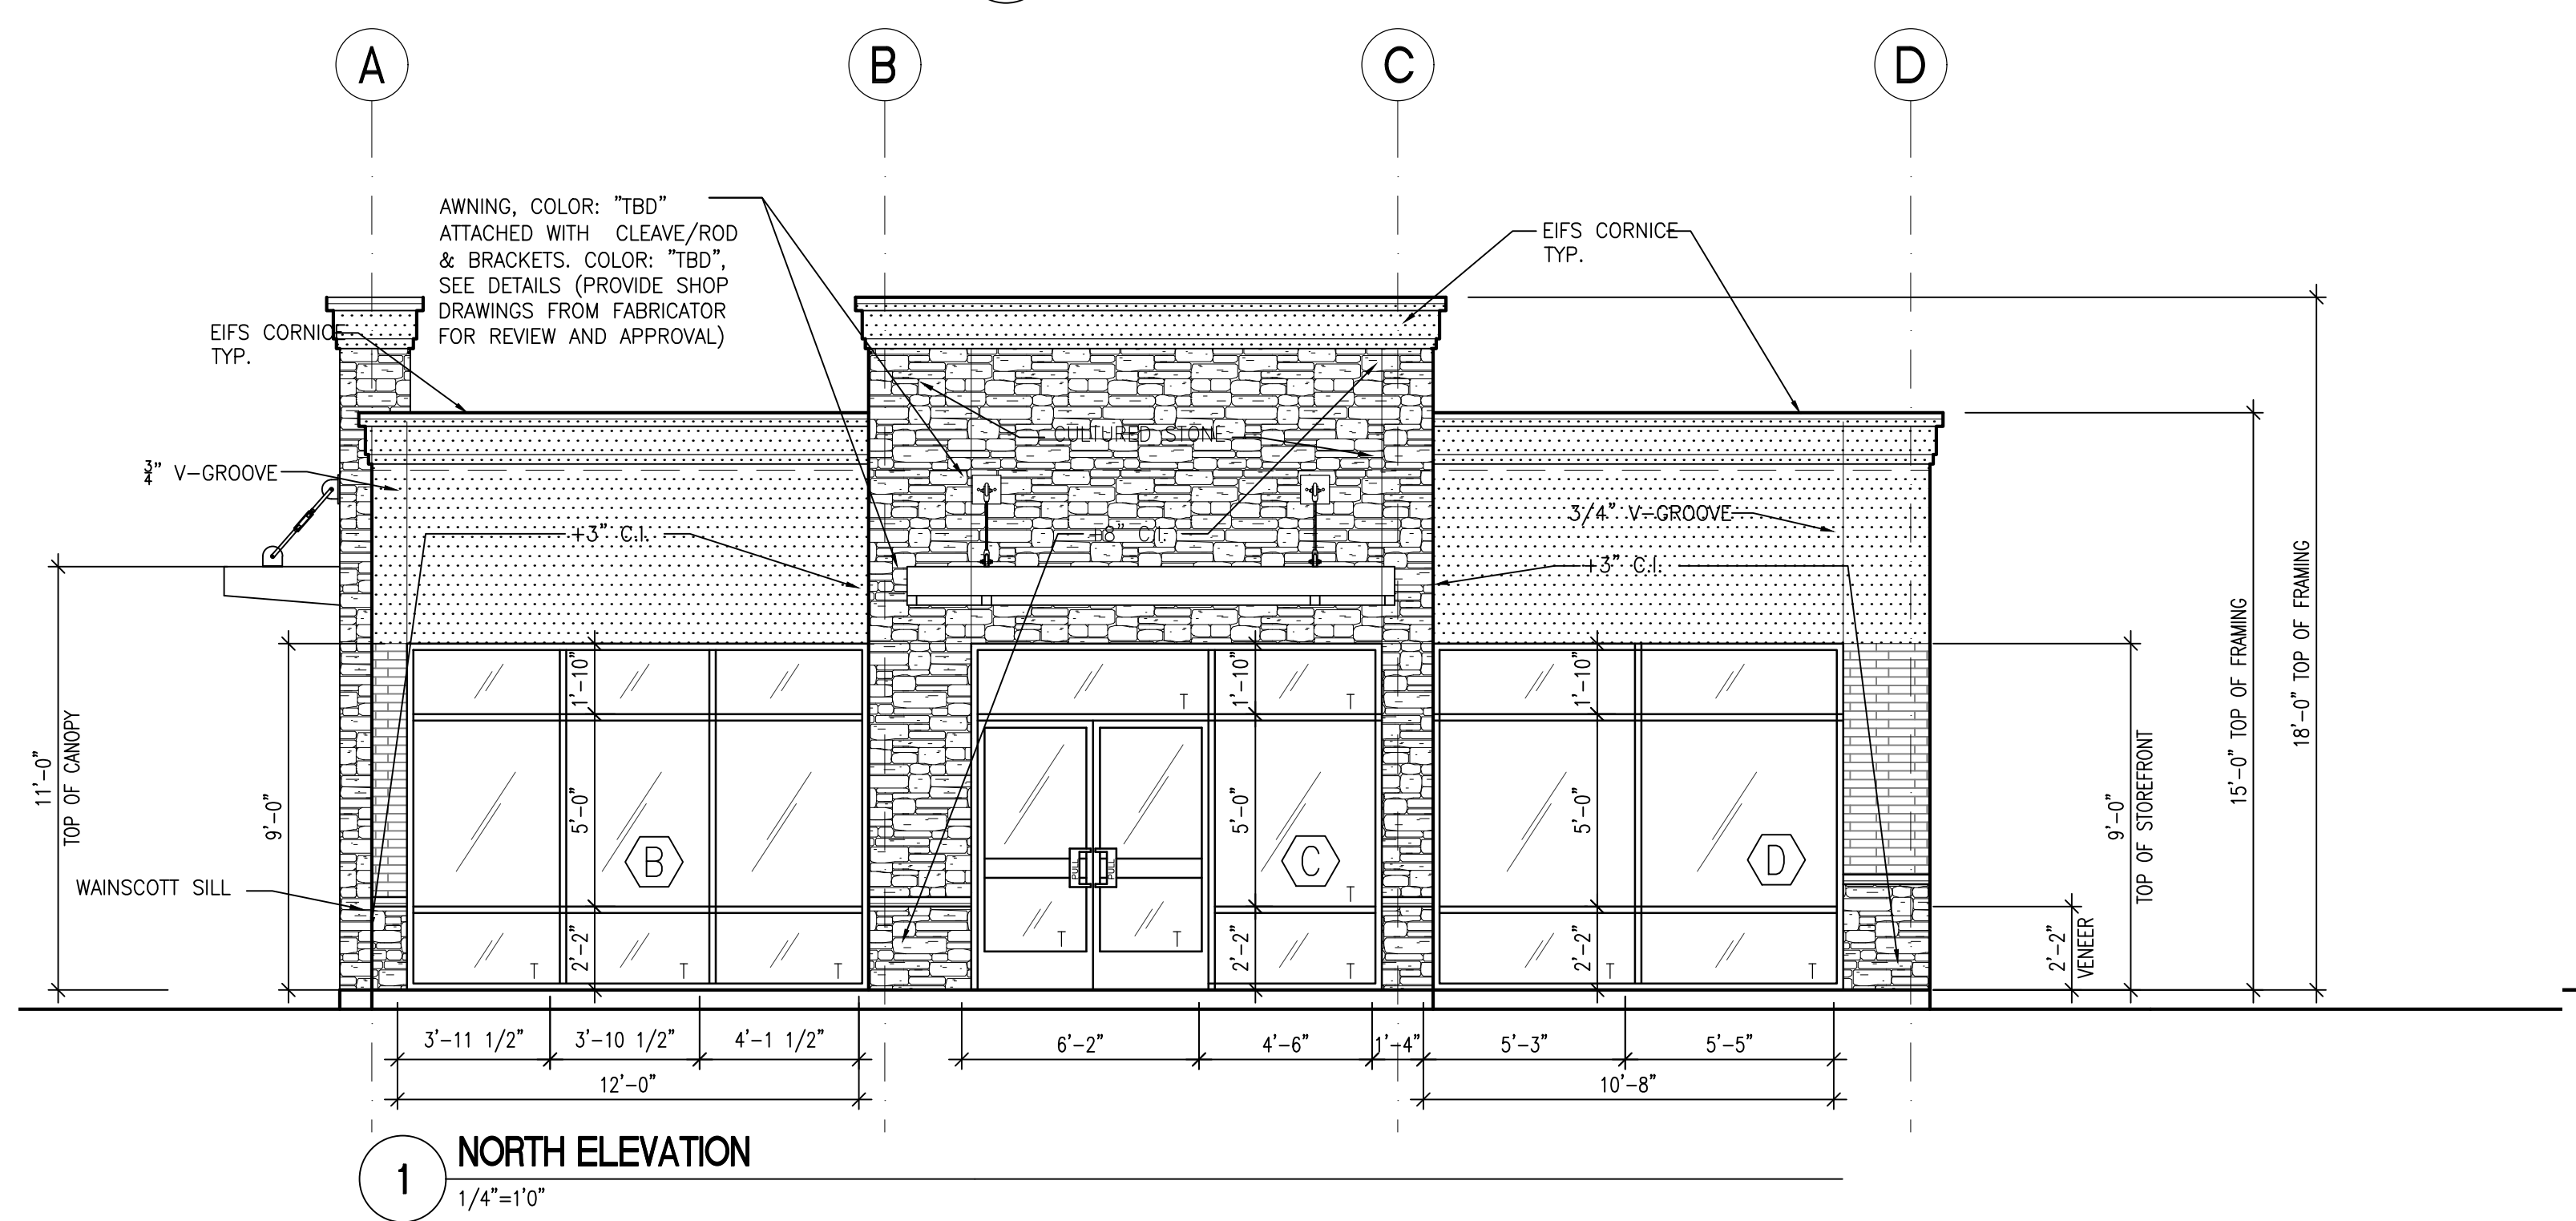 A
B
C
D
AWNING, COLOR: "TBD"
ATTACHED WITH CLEAVE/ROD
& BRACKETS. COLOR: "TBD",
SEE DETAILS (PROVIDE SHOP
DRAWINGS FROM FABRICATOR
FOR REVIEW AND APPROVAL)
EIFS CORNICE
TYP.
EIFS CORNICE
TYP.
3/4" V-GROOVE
CULTURED STONE
3/4" V-GROOVE
+3" C.I.
+8" C.I.
+3" C.I.
11'-0"
TOP OF CANOPY
9'-0"
WAINSCOTT SILL
1'-10"
5'-0"
2'-2"
B
T
T
T
PULL
PULL
T
T
T
1'-10"
T
5'-0"
C
T
2'-2"
T
1'-10"
5'-0"
D
2'-2"
T
T
2'-2"
VENEER
9'-0"
TOP OF STOREFRONT
15'-0" TOP OF FRAMING
18'-0" TOP OF FRAMING
3'-11 1/2"
3'-10 1/2"
4'-1 1/2"
6'-2"
4'-6"
1'-4"
5'-3"
5'-5"
12'-0"
10'-8"
1
NORTH ELEVATION
1/4"=1'0"